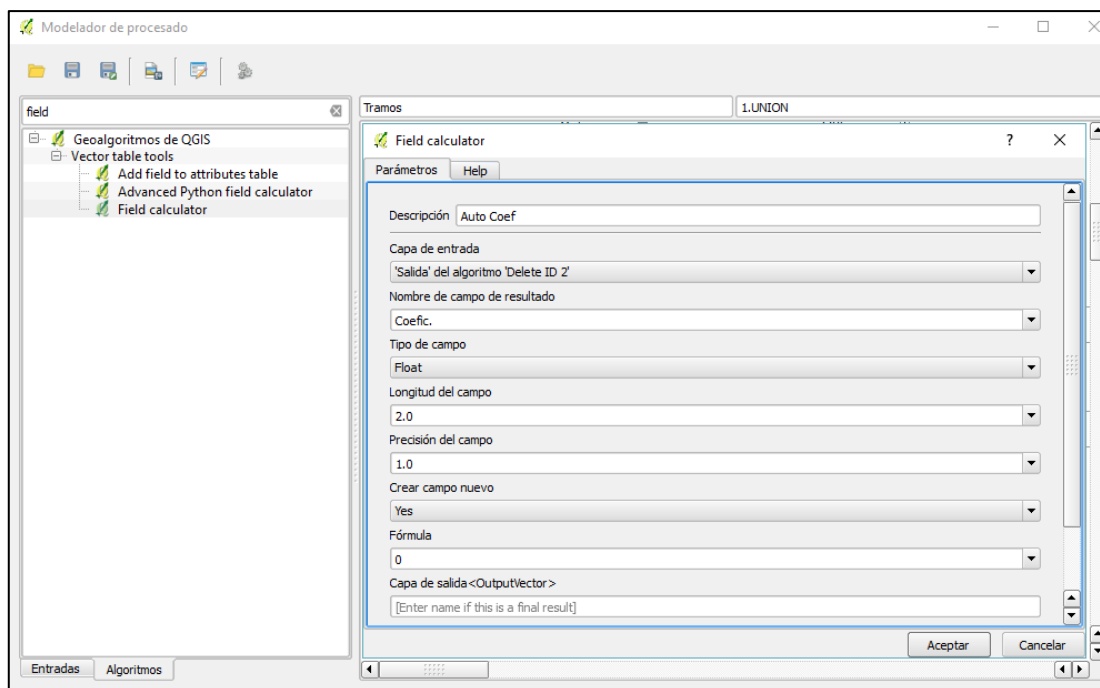 Modelador de procesado
field
Tramos
1.UNION
Geoalgoritmos de QGIS
Vector table tools
Add field to attributes table
Advanced Python field calculator
Field calculator
Field calculator
?
Parámetros
Help
Descripción
Auto Coef
Capa de entrada
'Salida' del algoritmo 'Delete ID 2'
Nombre de campo de resultado
Coefic.
Tipo de campo
Float
Longitud del campo
2.0
Precisión del campo
1.0
Crear campo nuevo
Yes
Fórmula
0
Capa de salida<OutputVector>
[Enter name if this is a final result]
Aceptar
Cancelar
Entradas
Algoritmos